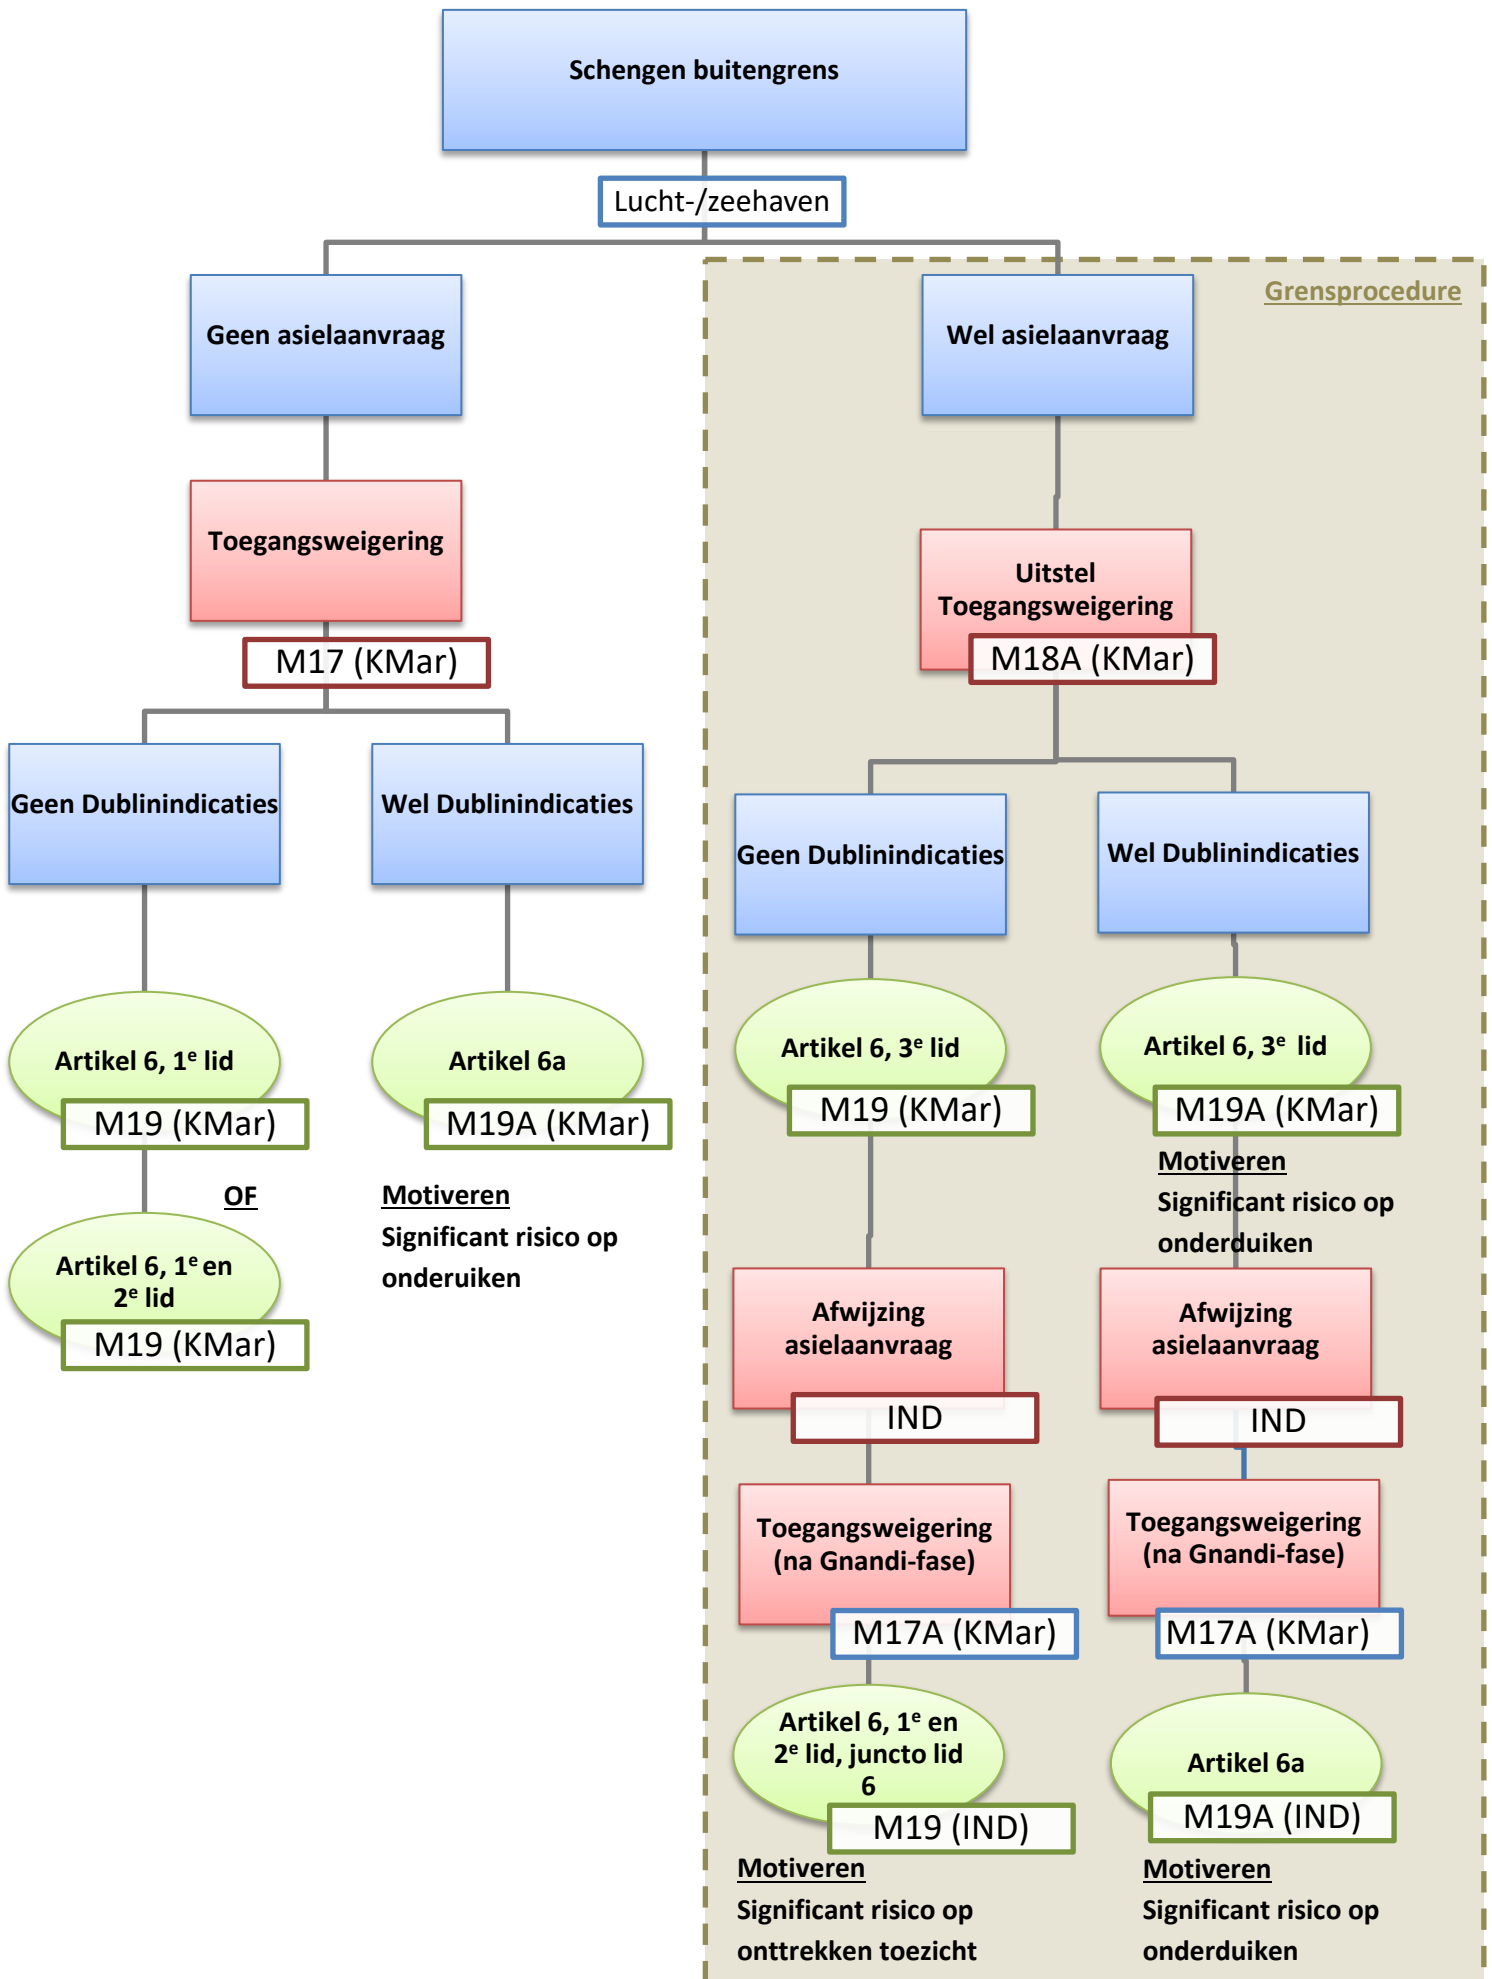 Schengen buitengrens
Lucht-/zeehaven
Grensprocedure
Geen asielaanvraag
Wel asielaanvraag
Toegangsweigering
M17 (KMar)
Uitstel
Toegangsweigering
M18A (KMar)
Geen Dublinindicaties
Wel Dublinindicaties
Geen Dublinindicaties
Wel Dublinindicaties
Artikel 6, 1e lid
M19 (KMar)
OF
Artikel 6, 1e en
2e lid
M19 (KMar)
Artikel 6a
M19A (KMar)
Motiveren
Significant risico op
onderuiken
Artikel 6, 3e lid
M19 (KMar)
Afwijzing
asielaanvraag
IND
Toegangsweigering
(na Gnandi-fase)
M17A (KMar)
Artikel 6, 1e en
2e lid, juncto lid
6
M19 (IND)
Motiveren
Significant risico op
onttrekken toezicht
Artikel 6, 3e lid
M19A (KMar)
Motiveren
Significant risico op
onderduiken
Afwijzing
asielaanvraag
IND
Toegangsweigering
(na Gnandi-fase)
M17A (KMar)
Artikel 6a
M19A (IND)
Motiveren
Significant risico op
onderduiken